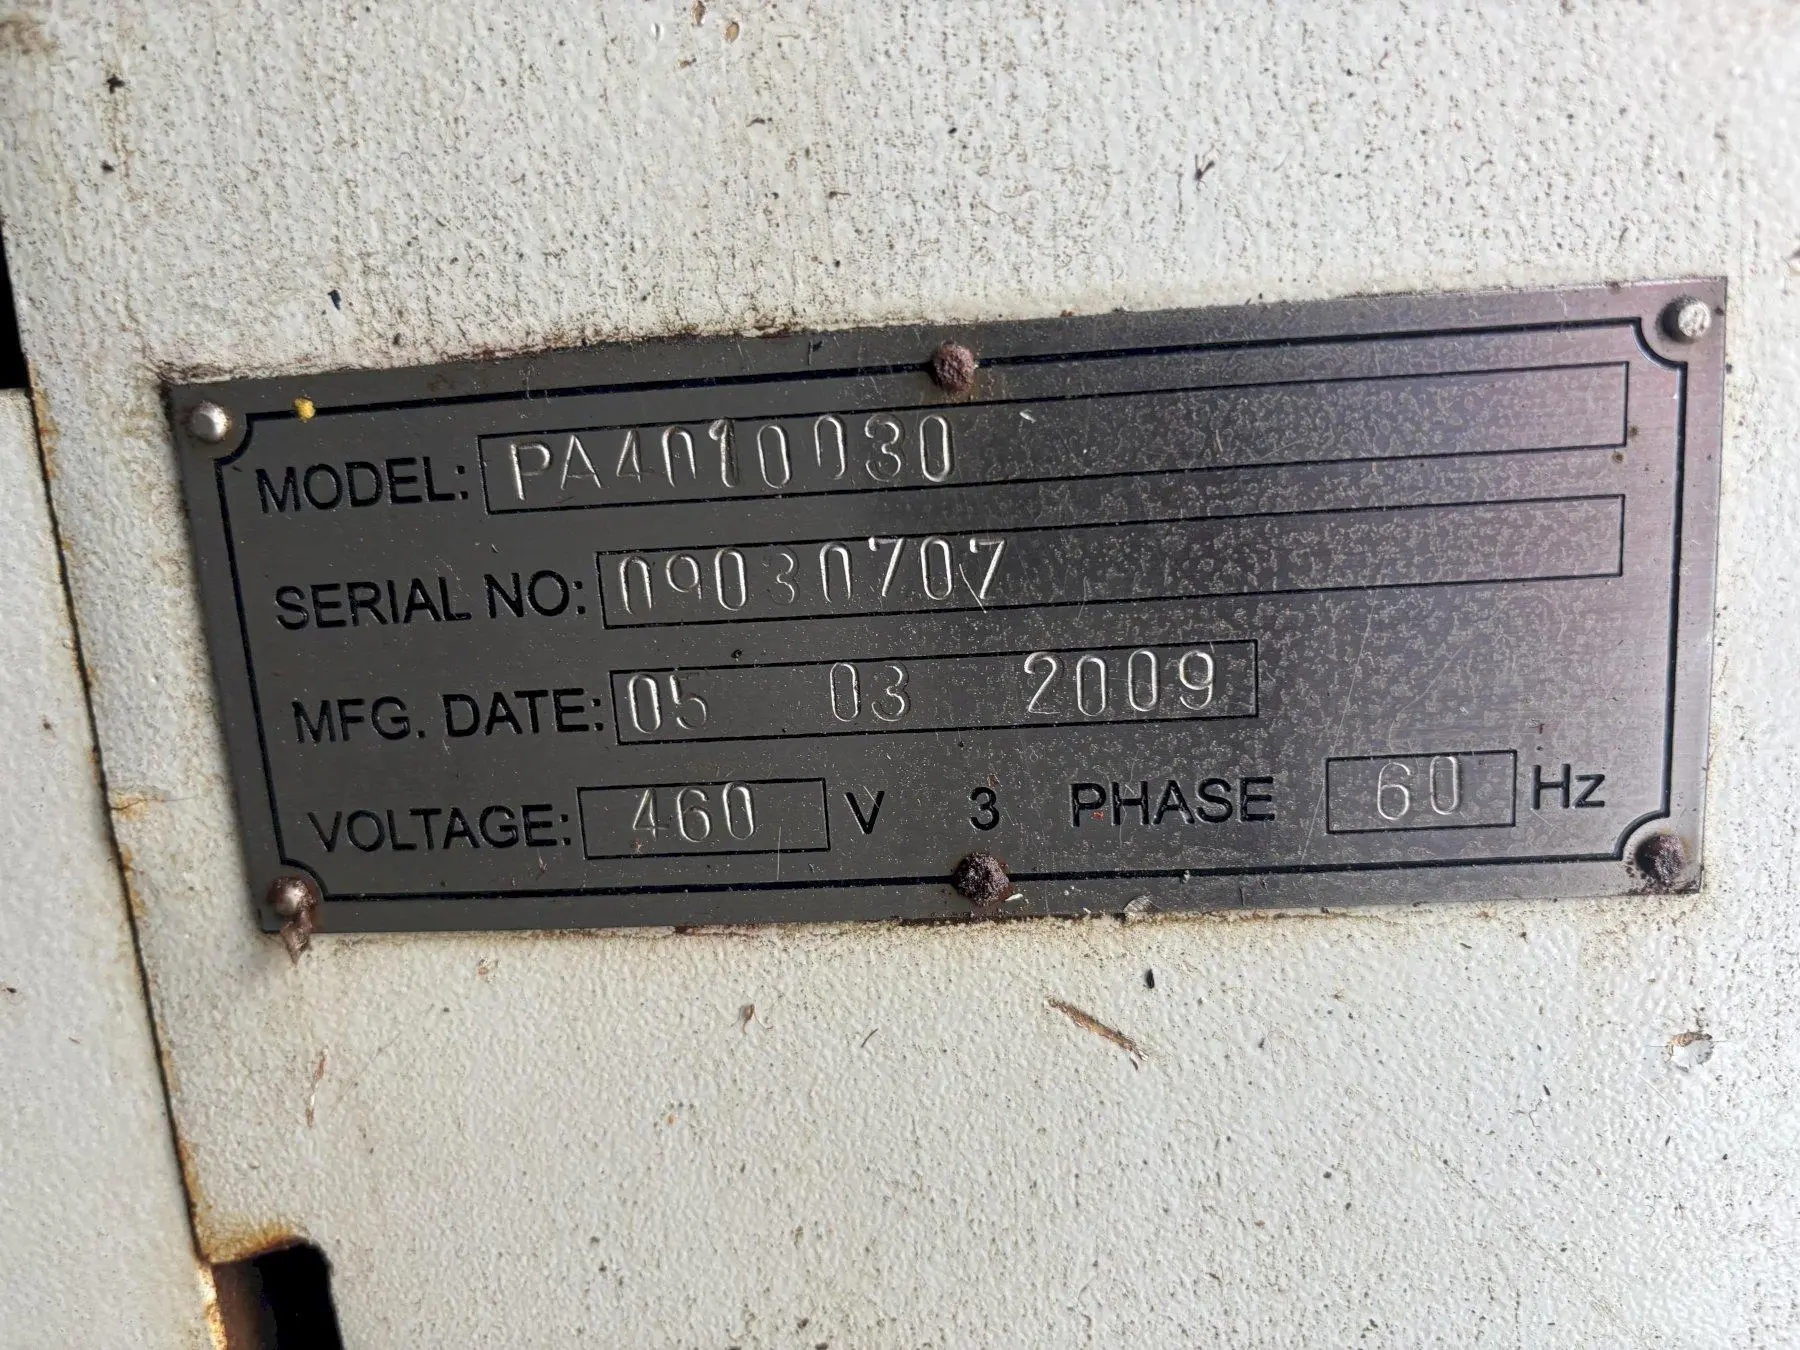 MODEL: PA4010030
SERIAL NO: 09030707
MFG. DATE: 05 03 2009
VOLTAGE: 460 V 3 PHASE 60 Hz